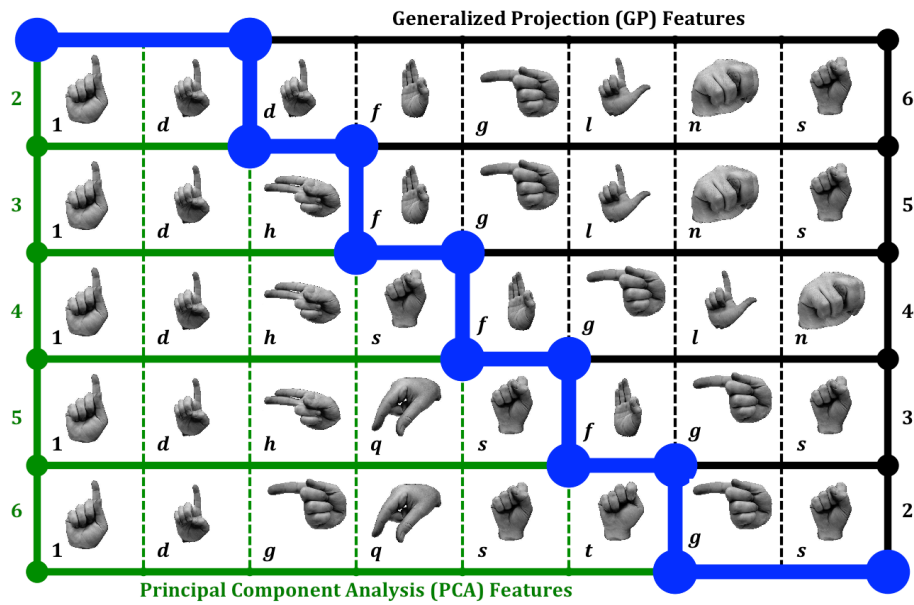 Generalized Projection (GP) Features
2 1 d d f g l n s 6
3 1 d h f g l n s 5
4 1 d h s f g l n 4
5 1 d h q s f g s 3
6 1 d g q s t g s 2
Principal Component Analysis (PCA) Features